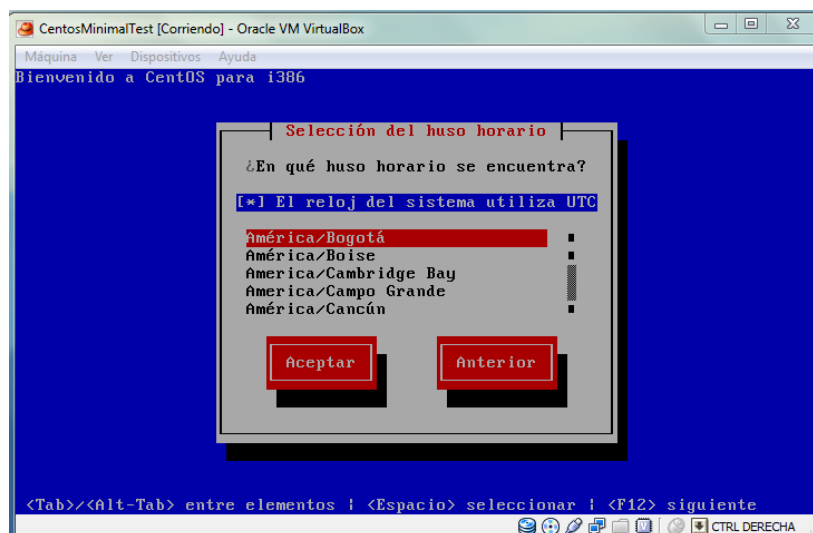 CentosMinimalTest [Corriendo] - Oracle VM VirtualBox
Máquina Ver Dispositivos Ayuda
Bienvenido a CentOS para i386
Selección del huso horario
¿En qué huso horario se encuentra?
[*] El reloj del sistema utiliza UTC
América/Bogotá
América/Boise
America/Cambridge Bay
America/Campo Grande
América/Cancún
Aceptar Anterior
<Tab>/<Alt-Tab> entre elementos | <Espacio> seleccionar | <F12> siguiente
CTRL DERECHA